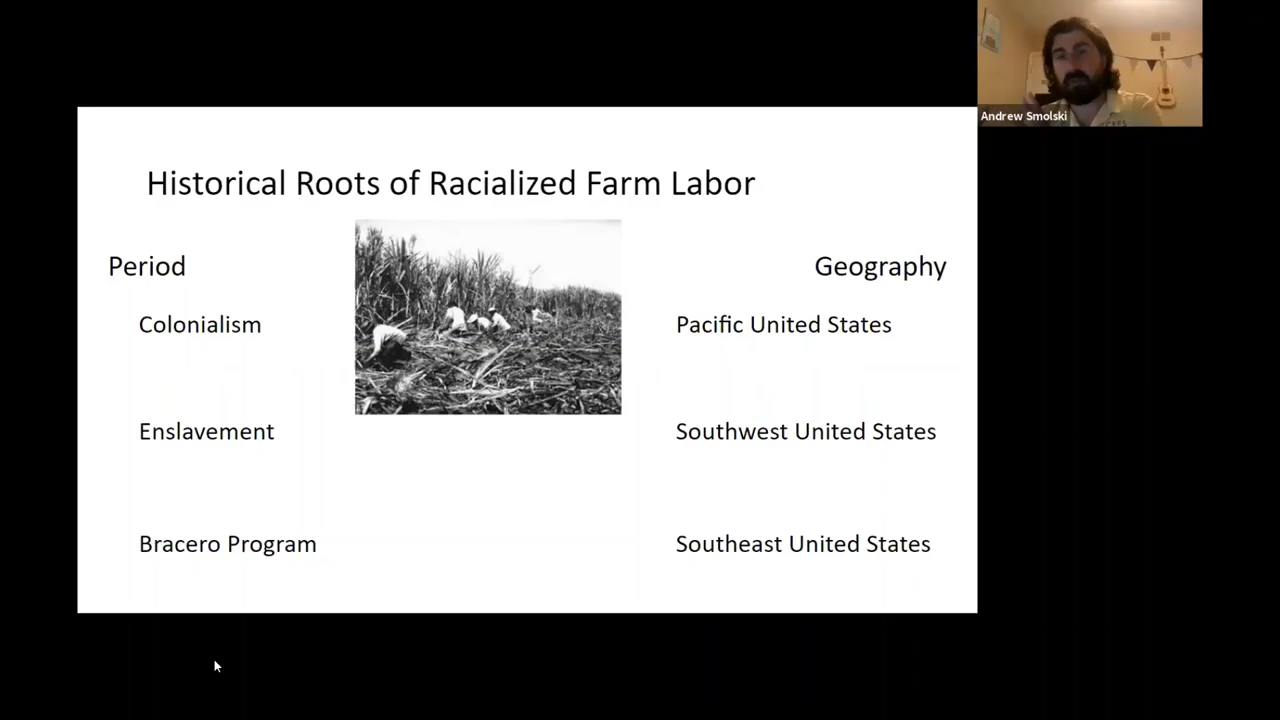 Andrew Smolski
Historical Roots of Racialized Farm Labor
Period
Geography
Colonialism
Pacific United States
Enslavement
Southwest United States
Bracero Program
Southeast United States